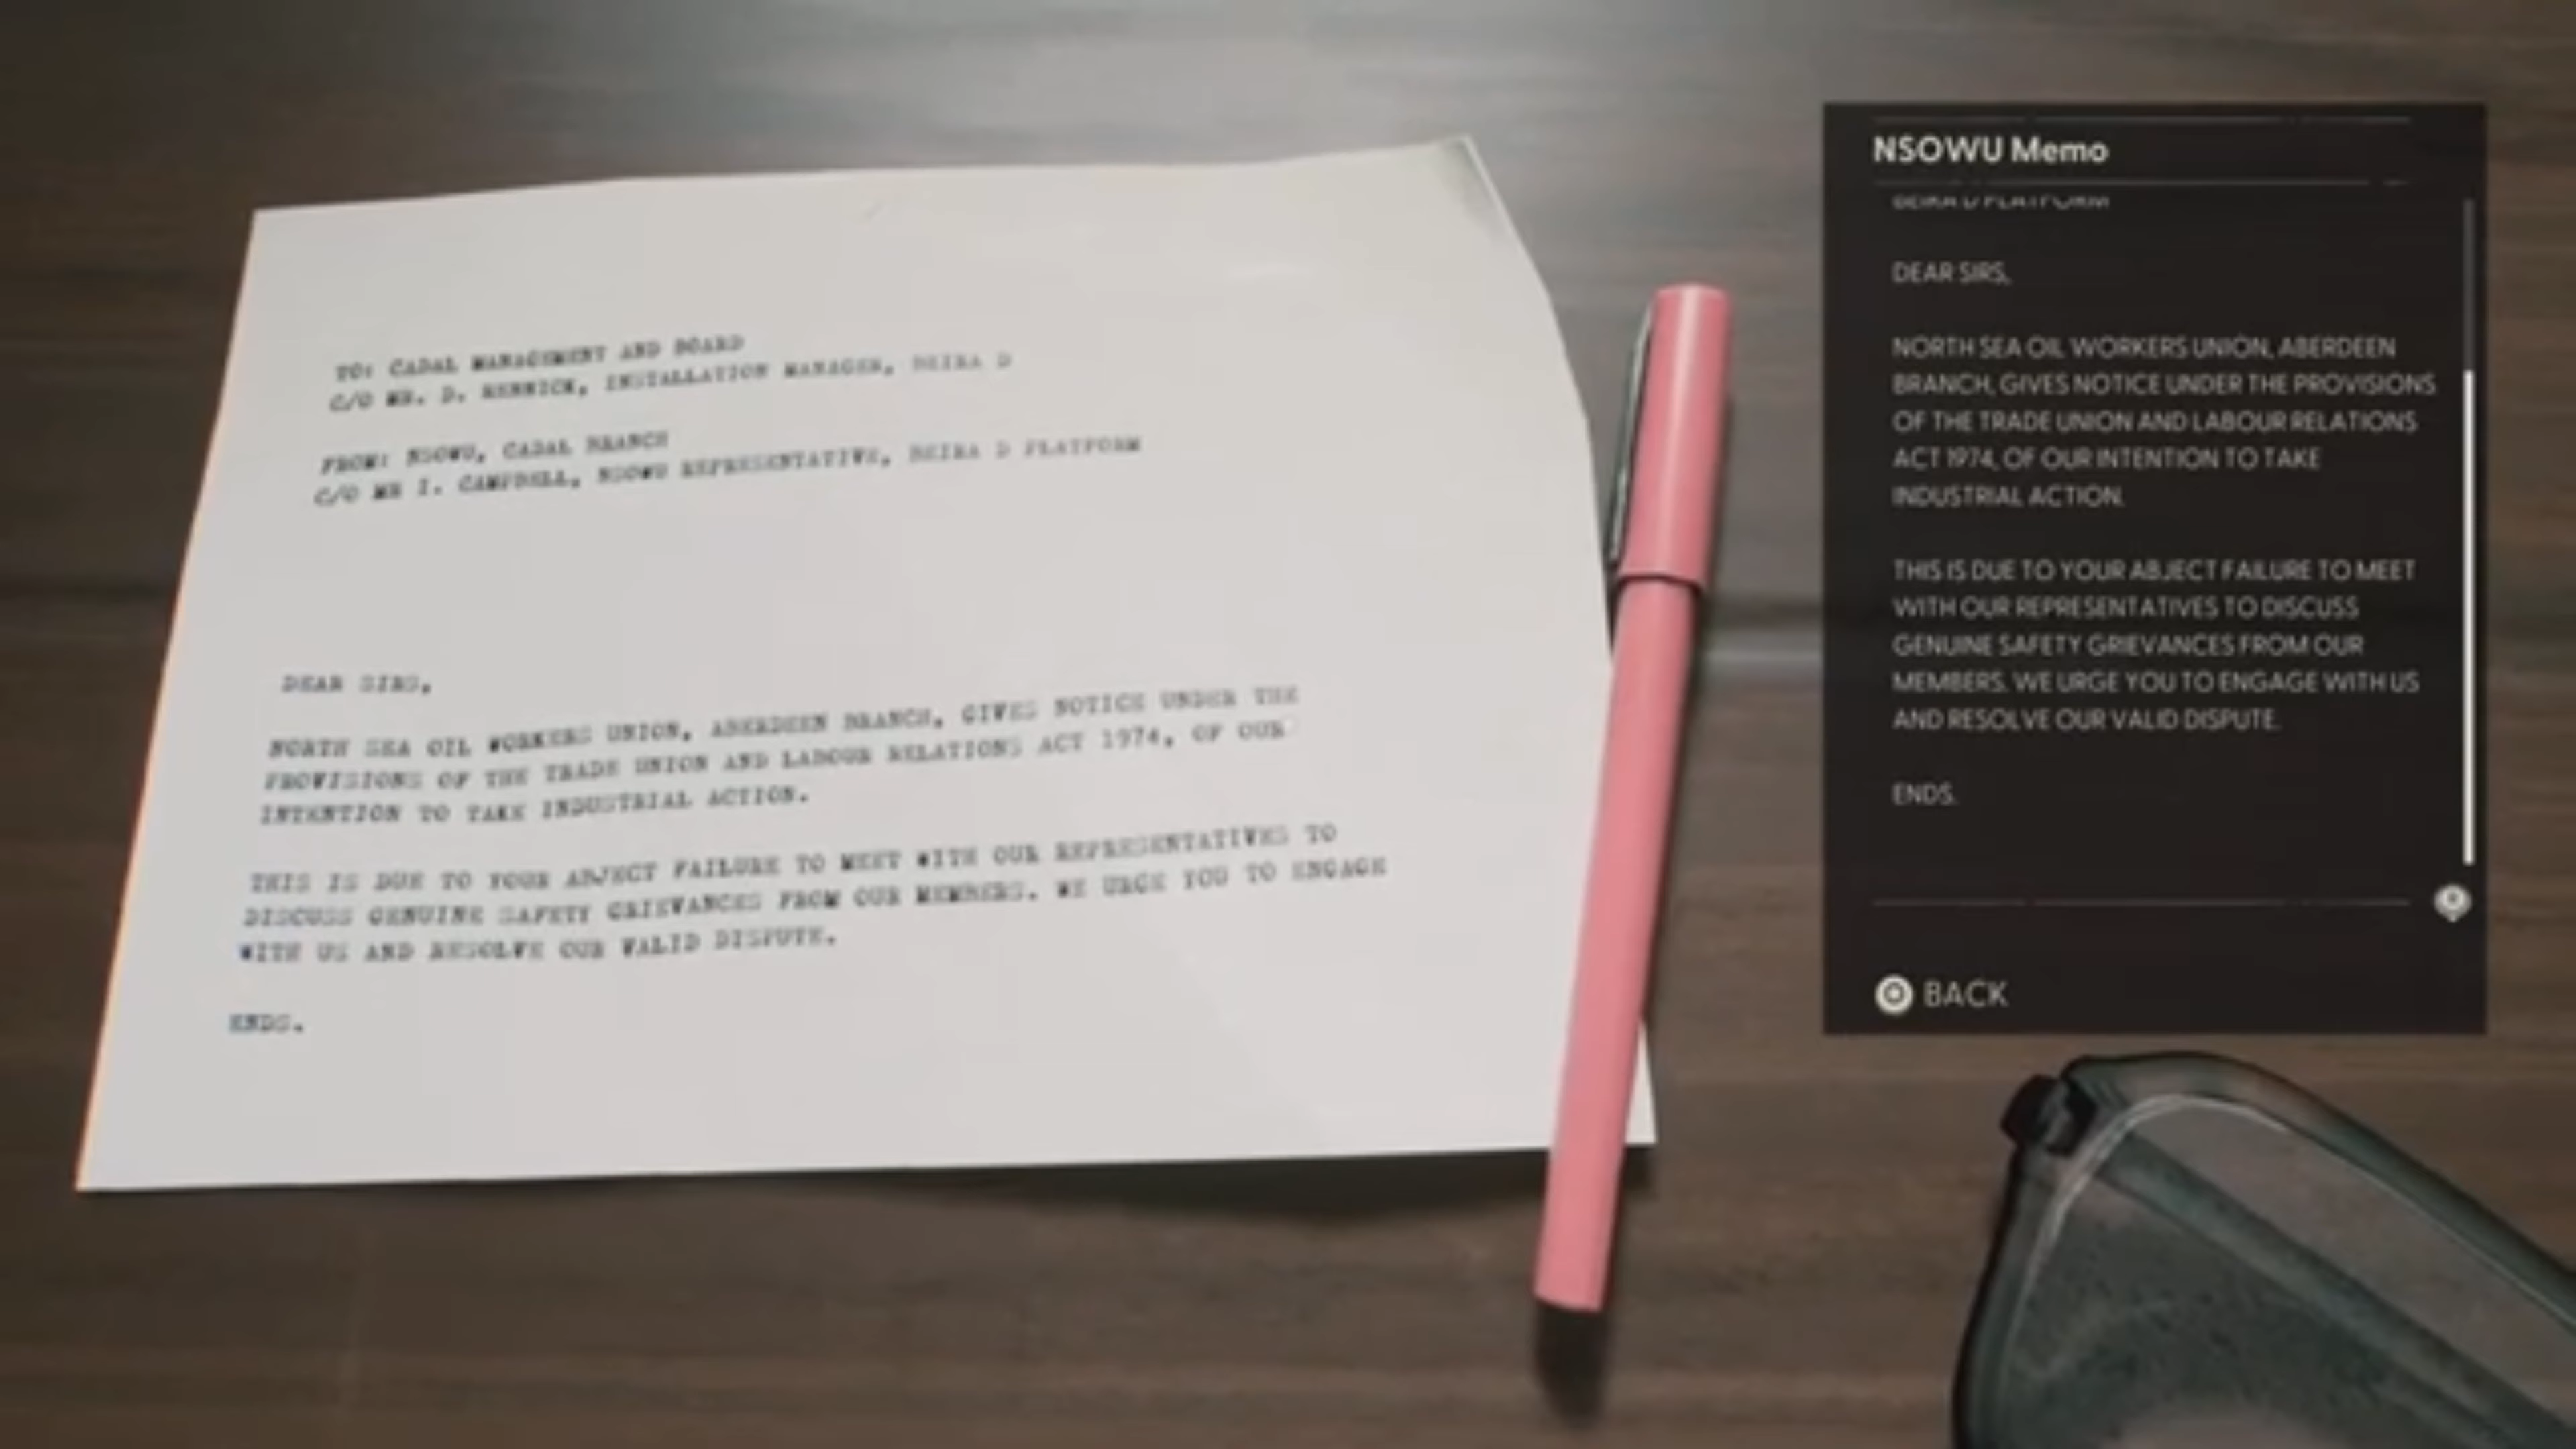 TO: CADAL MANAGEMENT AND BOARD
C/O MR. D. RENNICK, INSTALLATION MANAGER, BEIRA D
FROM: NSOWU, CADAL BRANCH
C/O MR I. CAMPBELL, NSOWU REPRESENTATIVE, BEIRA D PLATFORM
DEAR SIRS,
NORTH SEA OIL WORKERS UNION, ABERDEEN BRANCH, GIVES NOTICE UNDER THE
PROVISIONS OF THE TRADE UNION AND LABOUR RELATIONS ACT 1974, OF OUR
INTENTION TO TAKE INDUSTRIAL ACTION.
THIS IS DUE TO YOUR ABJECT FAILURE TO MEET WITH OUR REPRESENTATIVES TO
DISCUSS GENUINE SAFETY GRIEVANCES FROM OUR MEMBERS. WE URGE YOU TO ENGAGE
WITH US AND RESOLVE OUR VALID DISPUTE.
ENDS.
NSOWU Memo
BEIRA D PLATFORM
DEAR SIRS,
NORTH SEA OIL WORKERS UNION, ABERDEEN
BRANCH, GIVES NOTICE UNDER THE PROVISIONS
OF THE TRADE UNION AND LABOUR RELATIONS
ACT 1974, OF OUR INTENTION TO TAKE
INDUSTRIAL ACTION.
THIS IS DUE TO YOUR ABJECT FAILURE TO MEET
WITH OUR REPRESENTATIVES TO DISCUSS
GENUINE SAFETY GRIEVANCES FROM OUR
MEMBERS. WE URGE YOU TO ENGAGE WITH US
AND RESOLVE OUR VALID DISPUTE.
ENDS.
BACK